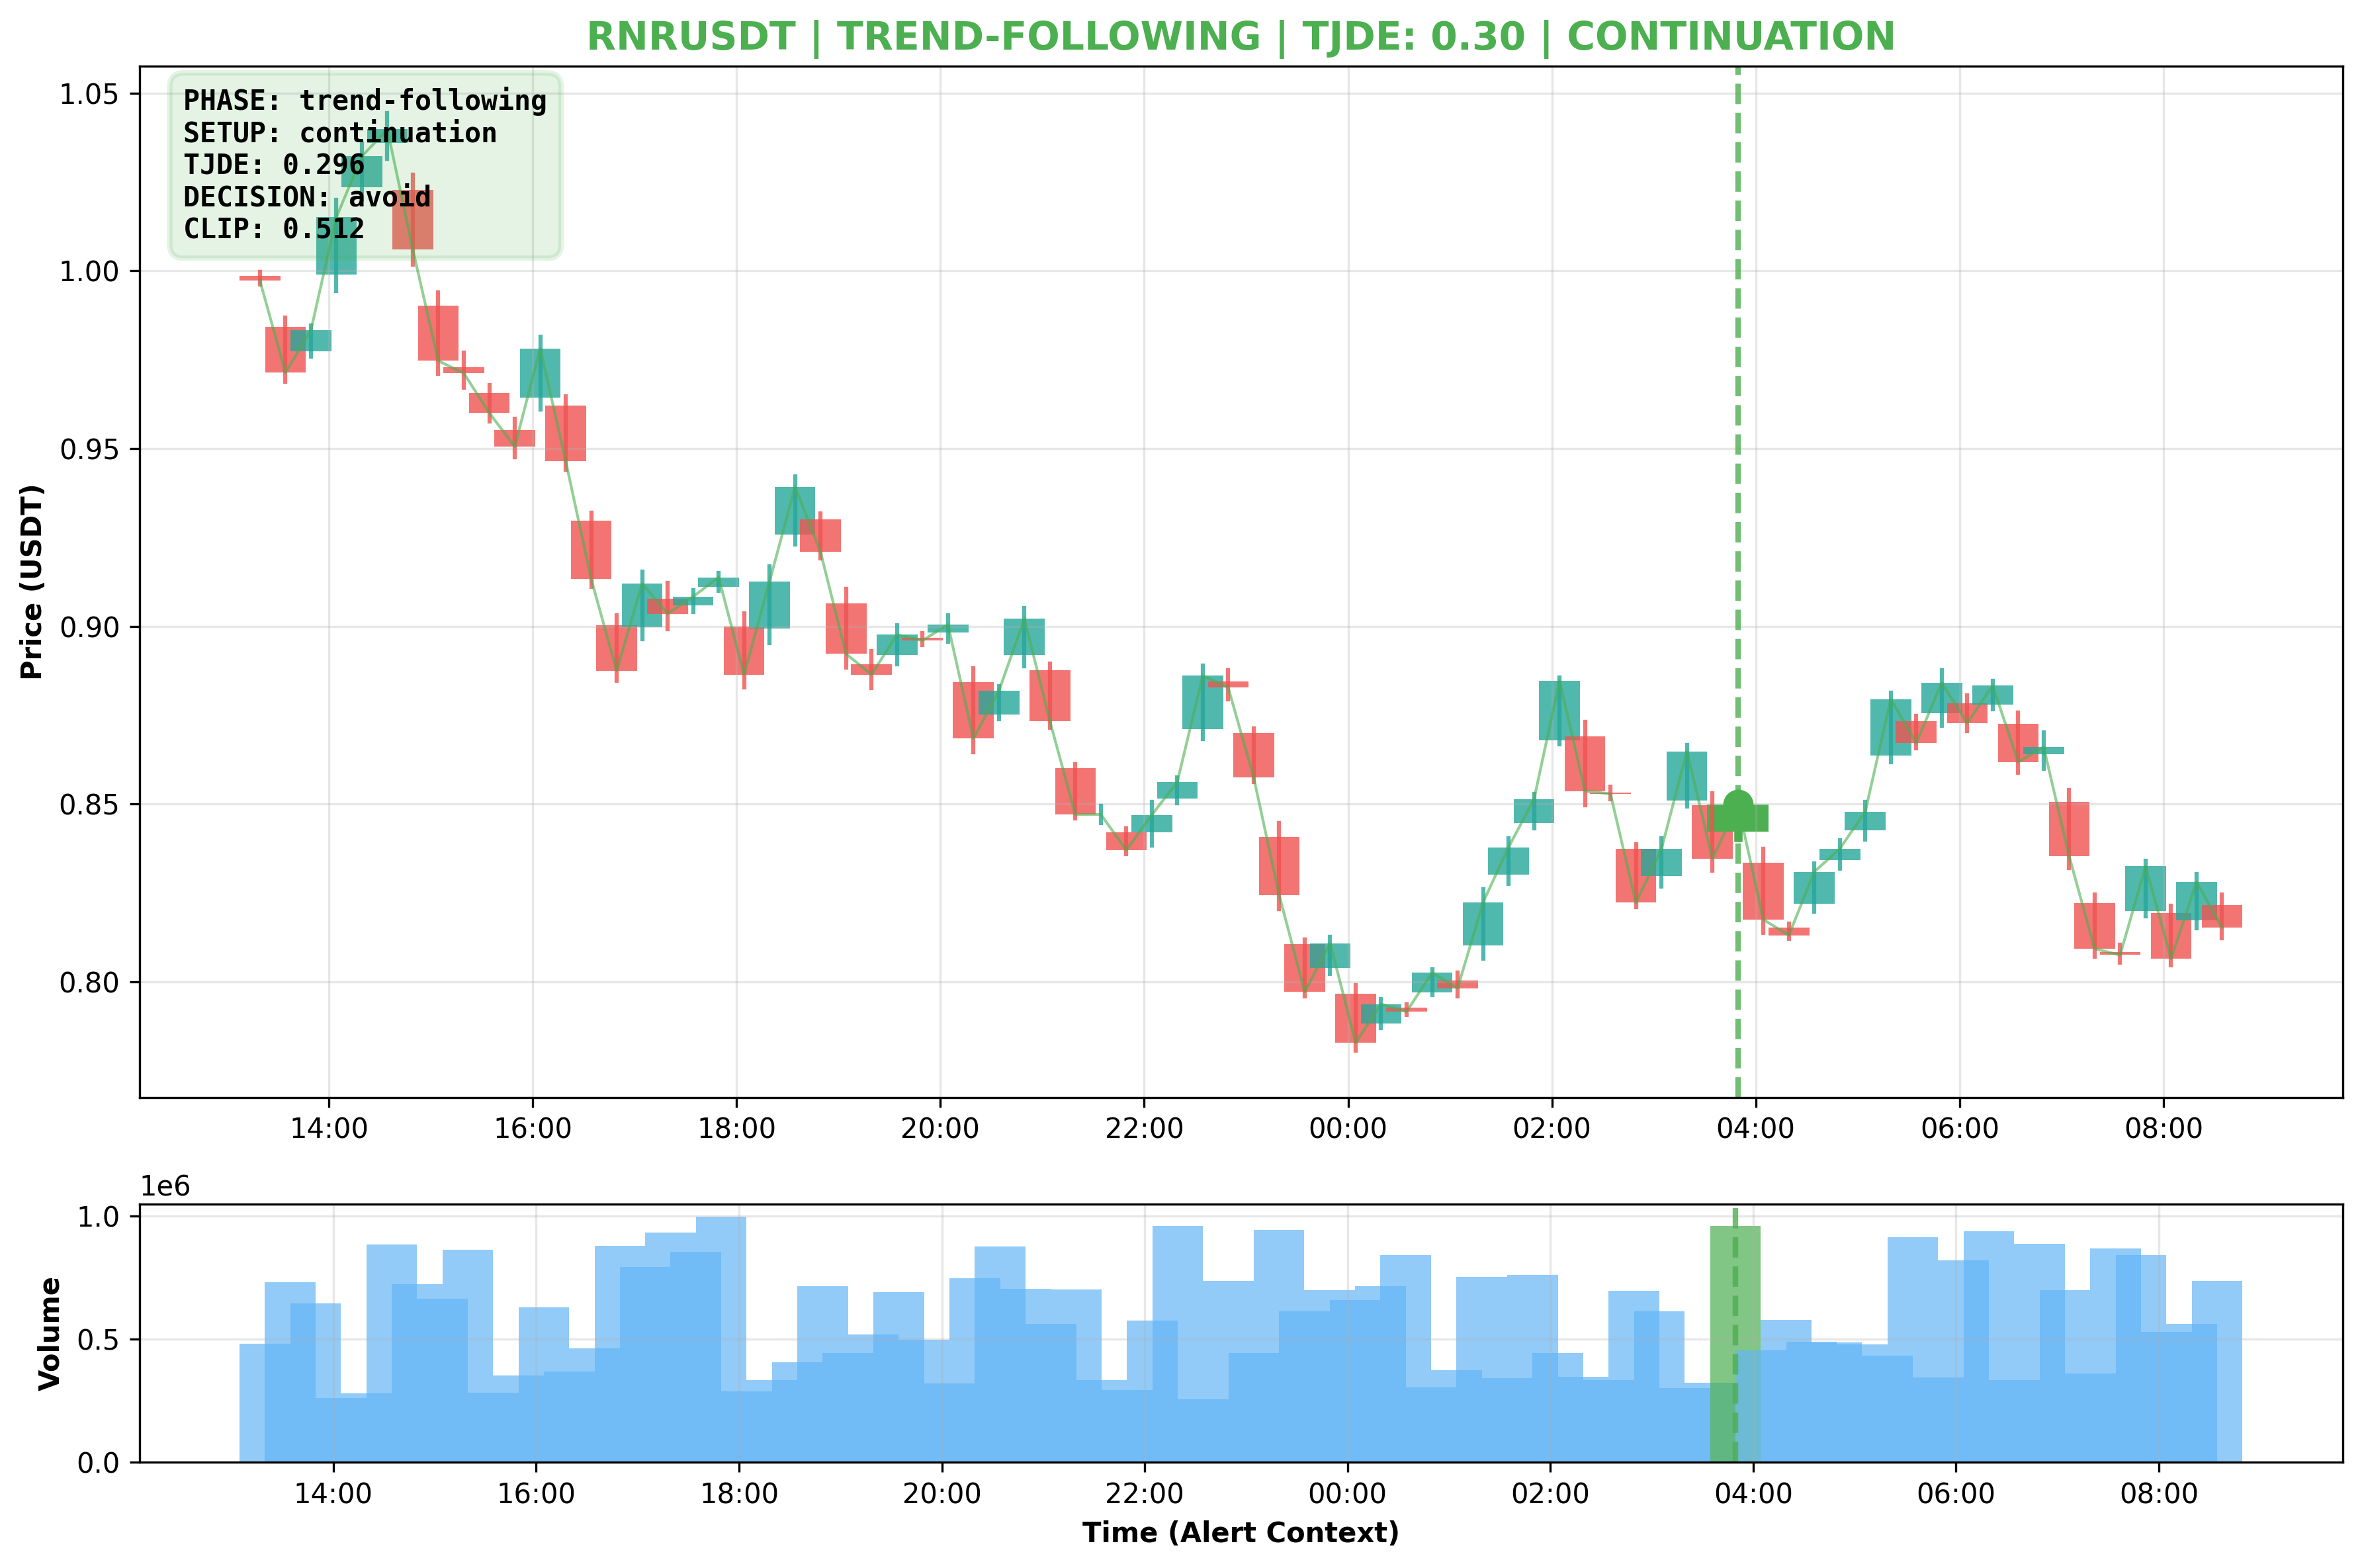 RNRUSDT | TREND-FOLLOWING | TJDE: 0.30 | CONTINUATION
PHASE: trend-following
SETUP: continuation
TJDE: 0.296
DECISION: avoid
CLIP: 0.512
Price (USDT)
1.05
1.00
0.95
0.90
0.85
0.80
14:00 16:00 18:00 20:00 22:00 00:00 02:00 04:00 06:00 08:00
1e6
Volume
1.0
0.5
0.0
14:00 16:00 18:00 20:00 22:00 00:00 02:00 04:00 06:00 08:00
Time (Alert Context)